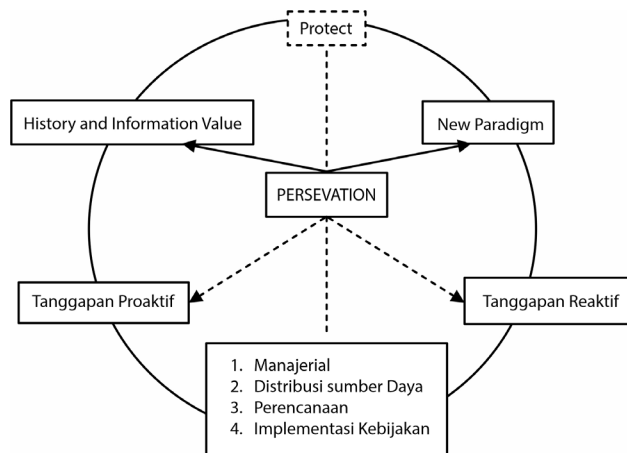 Protect
History and Information Value
New Paradigm
PERSEVATION
Tanggapan Proaktif
Tanggapan Reaktif
1. Manajerial
2. Distribusi sumber Daya
3. Perencanaan
4. Implementasi Kebijakan